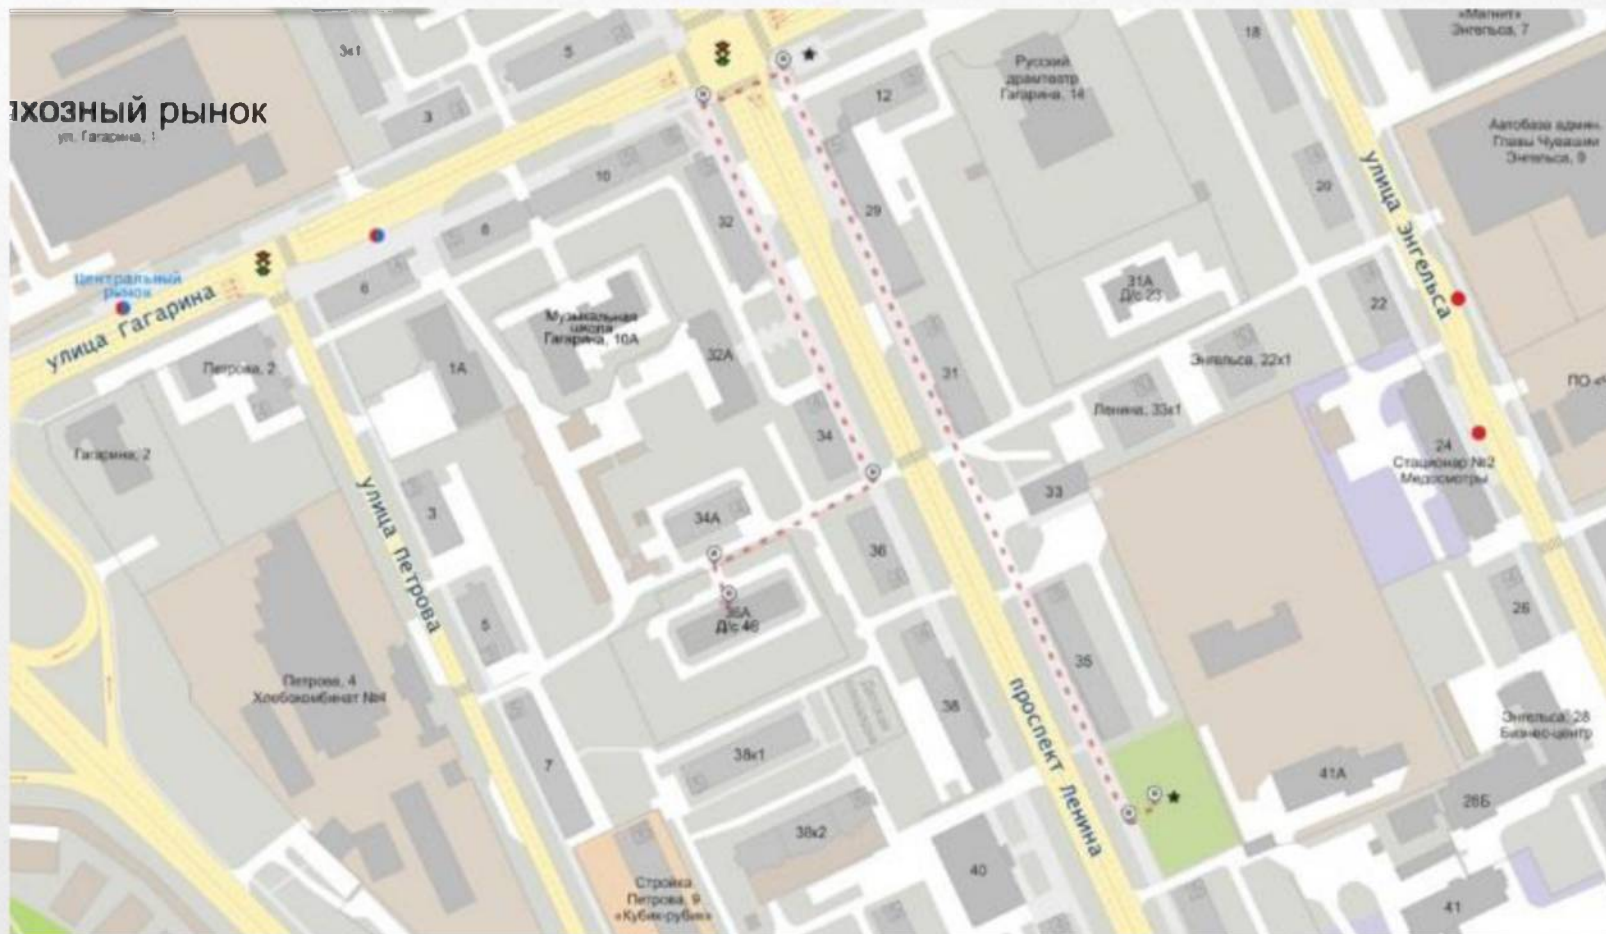 «Магнит»
Энгельса, 7
18
3к1
5
Русский
драмтеатр
Гагарина, 14
12
лхозный рынок
ул. Гагарина, 1
3
Автобаза админ.
Главы Чувашии
Энгельса, 9
10
20
улица Энгельса
29
32
8
Центральный
рынок
6
31А
Д/с 23
22
улица Гагарина
Музыкальная
школа
Гагарина, 10А
32А
Петрова, 2
1А
31
Энгельса, 22к1
ПО «Ч
Ленина, 33к1
34
Гагарина, 2
24
Стационар №2
Медосмотры
33
3
34А
улица Петрова
36
36А
Д/с 46
26
5
35
Петрова, 4
Хлебокомбинат №4
38
проспект Ленина
Энгельса, 28
Бизнес-центр
38к1
7
41А
26Б
38к2
40
Стройка
Петрова, 9
«Кубик-рубик»
41